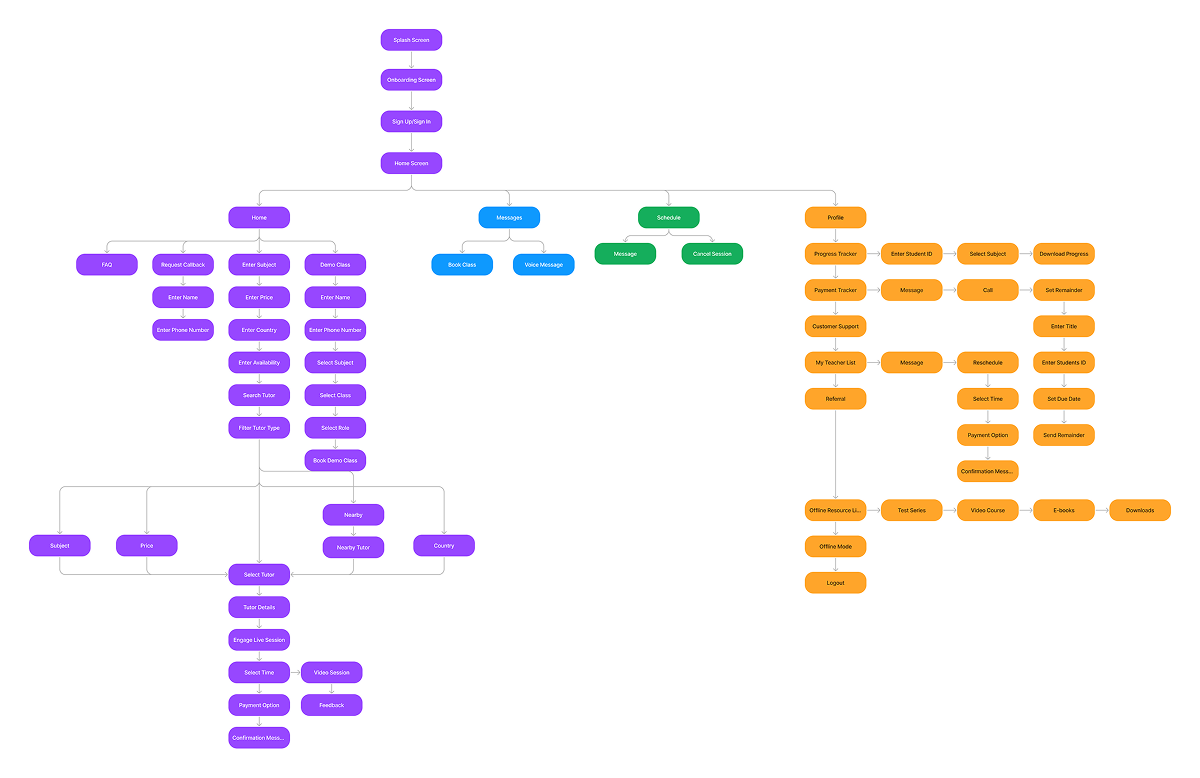 Splash Screen
Onboarding Screen
Sign Up/Sign In
Home Screen
Home
Messages
Schedule
Profile
FAQ
Request Callback
Enter Subject
Demo Class
Book Class
Voice Message
Message
Cancel Session
Progress Tracker
Enter Student ID
Select Subject
Download Progress
Enter Name
Enter Price
Enter Name
Payment Tracker
Message
Call
Set Remainder
Enter Phone Number
Enter Country
Enter Phone Number
Customer Support
Enter Title
Enter Availability
Select Subject
My Teacher List
Message
Reschedule
Enter Students ID
Search Tutor
Select Class
Referral
Select Time
Set Due Date
Filter Tutor Type
Select Role
Payment Option
Send Remainder
Book Demo Class
Confirmation Mess...
Nearby
Offline Resource Li...
Test Series
Video Course
E-books
Downloads
Subject
Price
Nearby Tutor
Country
Offline Mode
Select Tutor
Logout
Tutor Details
Engage Live Session
Select Time
Video Session
Payment Option
Feedback
Confirmation Mess...